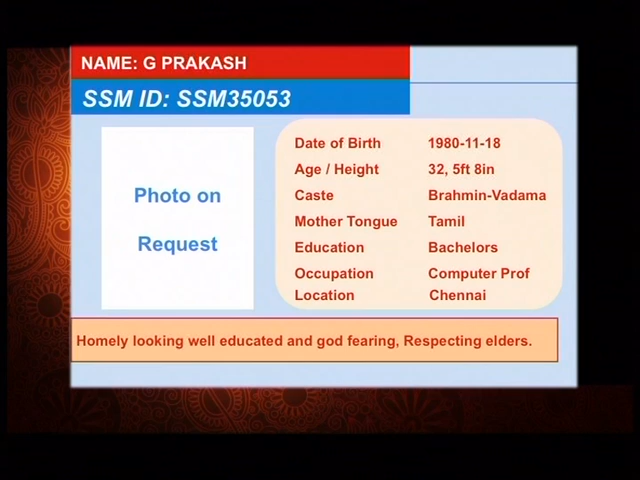 NAME: G PRAKASH
SSM ID: SSM35053
Photo on
Request
Date of Birth 1980-11-18
Age / Height 32, 5ft 8in
Caste Brahmin-Vadama
Mother Tongue Tamil
Education Bachelors
Occupation Computer Prof
Location Chennai
Homely looking well educated and god fearing, Respecting elders.